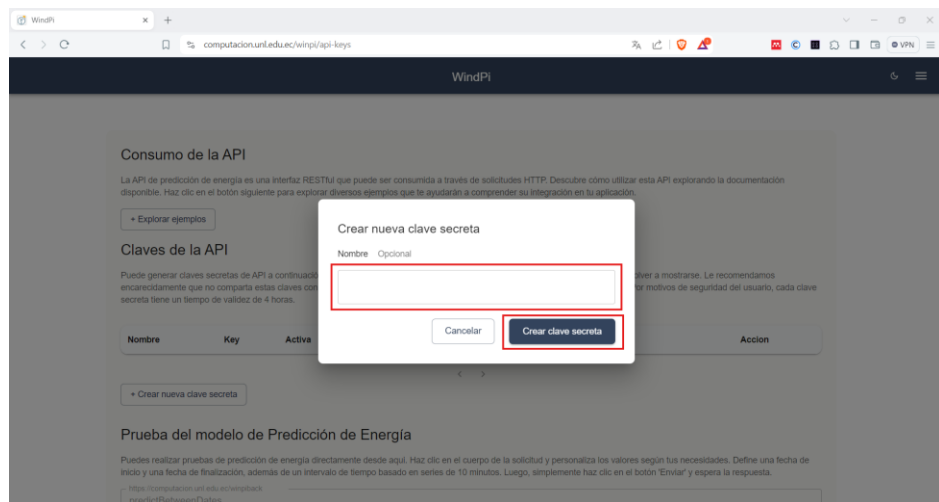 WindPi
computacion.unl.edu.ec/winpi/api-keys
VPN
WindPi
Consumo de la API
La API de predicción de energía es una interfaz RESTful que puede ser consumida a través de solicitudes HTTP. Descubre cómo utilizar esta API explorando la documentación
disponible. Haz clic en el botón siguiente para explorar diversos ejemplos que te ayudarán a comprender su integración en tu aplicación.
+ Explorar ejemplos
Crear nueva clave secreta
Nombre Opcional
Cancelar
Crear clave secreta
Claves de la API
Puede generar claves secretas de API a continuació
olver a mostrarse. Le recomendamos
encarecidamente que no comparta estas claves con
or motivos de seguridad del usuario, cada clave
secreta tiene un tiempo de validez de 4 horas.
Nombre Key Activa Accion
+ Crear nueva clave secreta
Prueba del modelo de Predicción de Energía
Puedes realizar pruebas de predicción de energía directamente desde aquí. Haz clic en el cuerpo de la solicitud y personaliza los valores según tus necesidades. Define una fecha de
inicio y una fecha de finalización, además de un intervalo de tiempo basado en series de 10 minutos. Luego, simplemente haz clic en el botón 'Enviar' y espera la respuesta.
https://computacion.unl.edu.ec/winpiback
predictBetweenDates